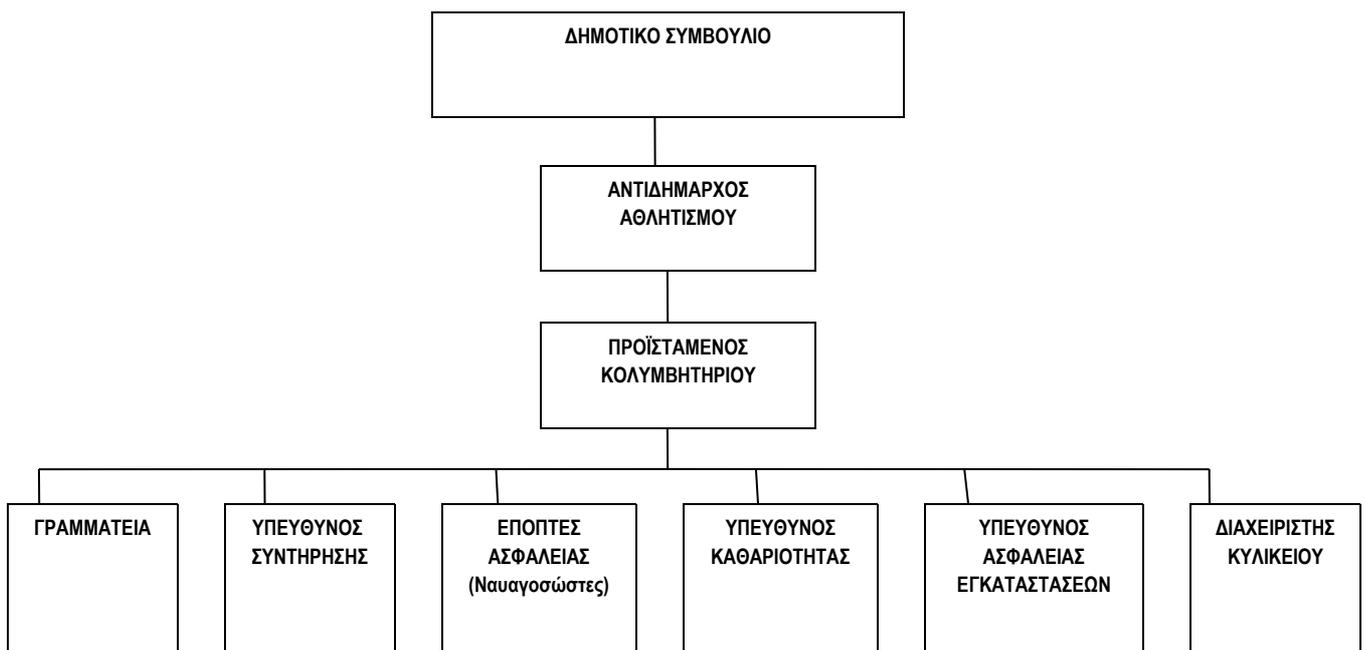 ΔΗΜΟΤΙΚΟ ΣΥΜΒΟΥΛΙΟ
ΑΝΤΙΔΗΜΑΡΧΟΣ
ΑΘΛΗΤΙΣΜΟΥ
ΠΡΟΪΣΤΑΜΕΝΟΣ
ΚΟΛΥΜΒΗΤΗΡΙΟΥ
ΓΡΑΜΜΑΤΕΙΑ
ΥΠΕΥΘΥΝΟΣ
ΣΥΝΤΗΡΗΣΗΣ
ΕΠΟΠΤΕΣ
ΑΣΦΑΛΕΙΑΣ
(Ναυαγοσώστες)
ΥΠΕΥΘΥΝΟΣ
ΚΑΘΑΡΙΟΤΗΤΑΣ
ΥΠΕΥΘΥΝΟΣ
ΑΣΦΑΛΕΙΑΣ
ΕΓΚΑΤΑΣΤΑΣΕΩΝ
ΔΙΑΧΕΙΡΙΣΤΗΣ
ΚΥΛΙΚΕΙΟΥ